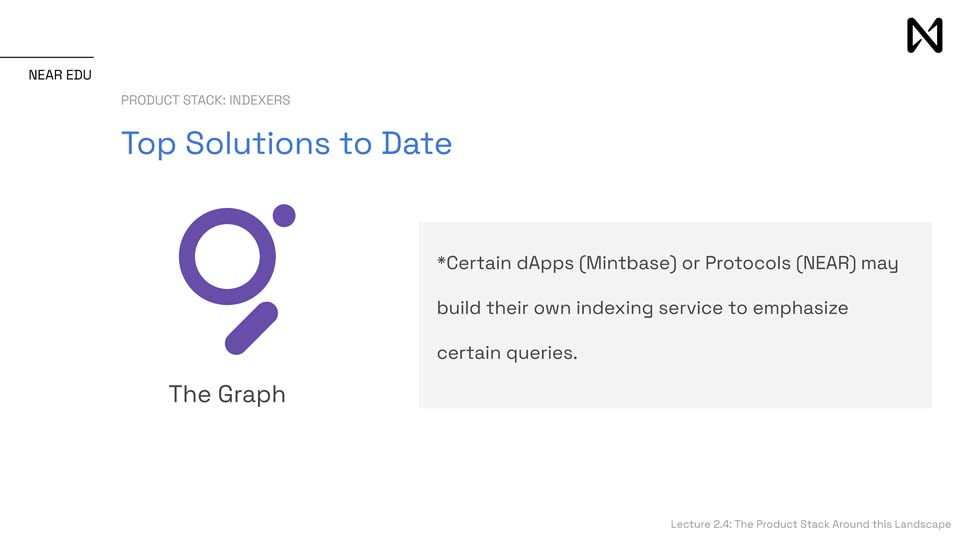 NEAR EDU
PRODUCT STACK: INDEXERS
Top Solutions to Date
The Graph
*Certain dApps (Mintbase) or Protocols (NEAR) may
build their own indexing service to emphasize
certain queries.
Lecture 2.4: The Product Stack Around this Landscape